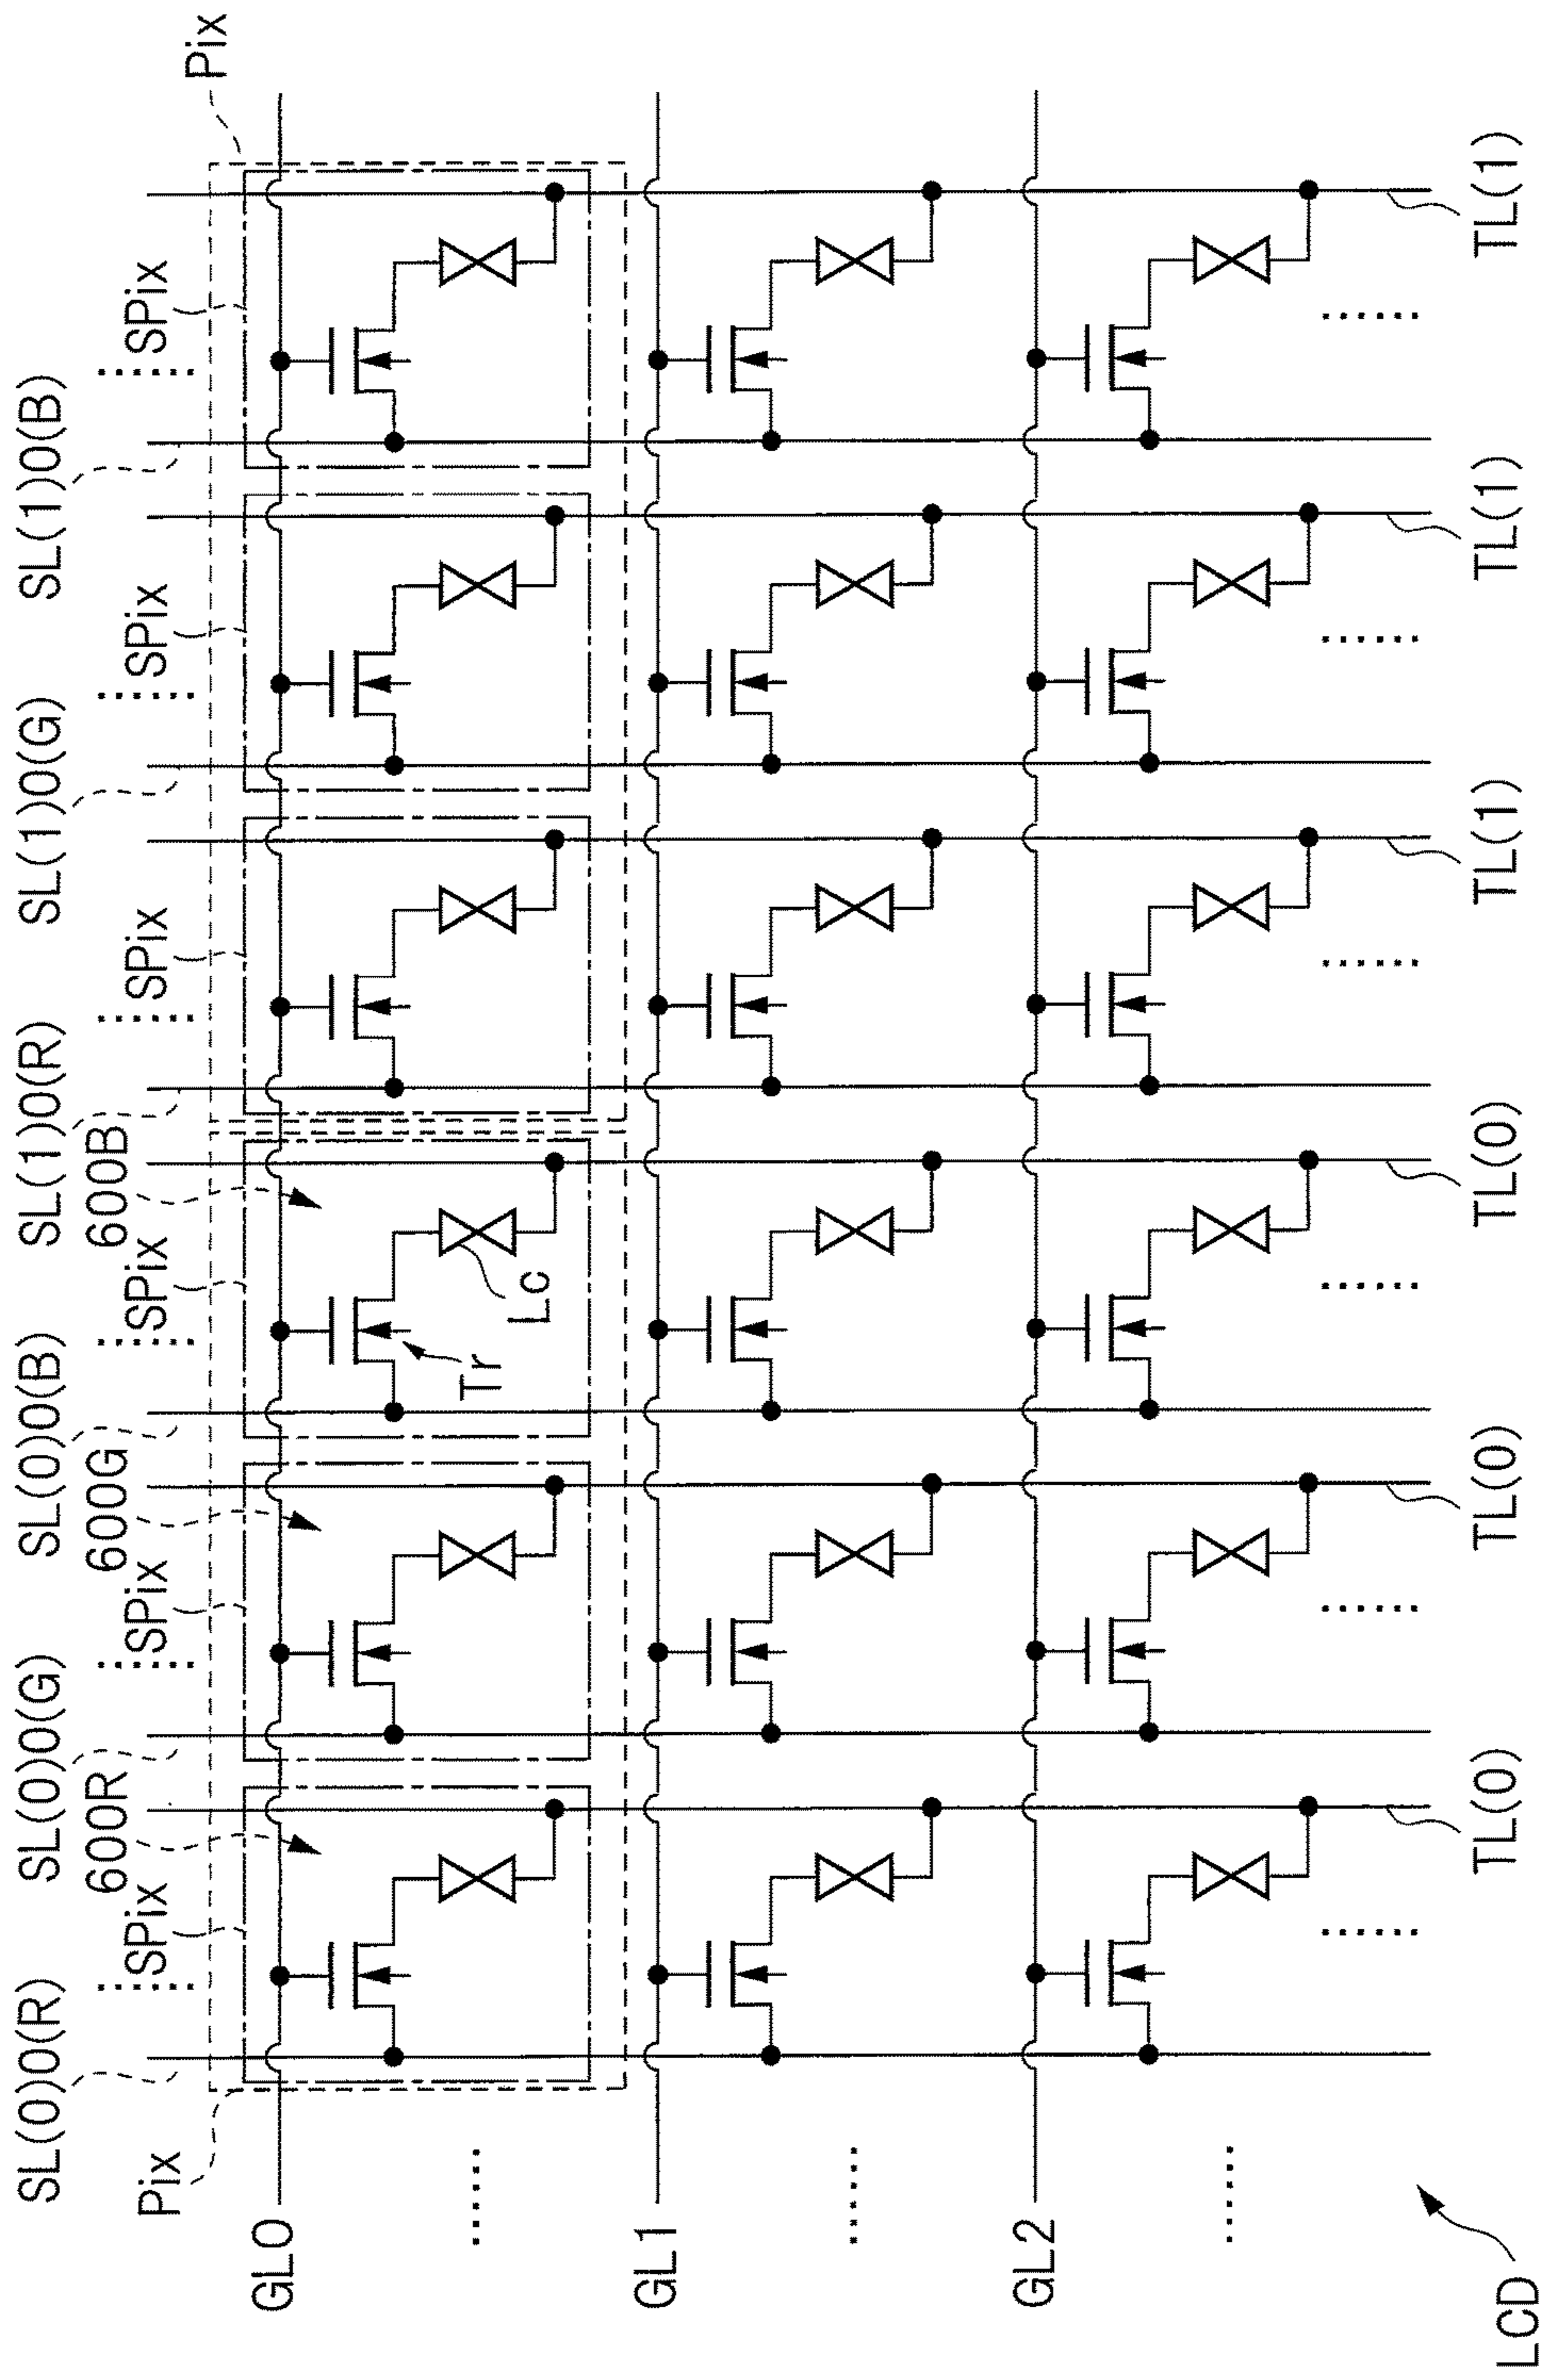 SL(0)0(R)
SL(0)0(G)
SL(0)0(B)
SL(1)0(R)
SL(1)0(G)
SL(1)0(B)
600R
600G
600B
SPix
SPix
SPix
SPix
SPix
SPix
Pix
Pix
GL0
Tr
Lc
GL1
GL2
TL(0)
TL(0)
TL(0)
TL(1)
TL(1)
TL(1)
LCD